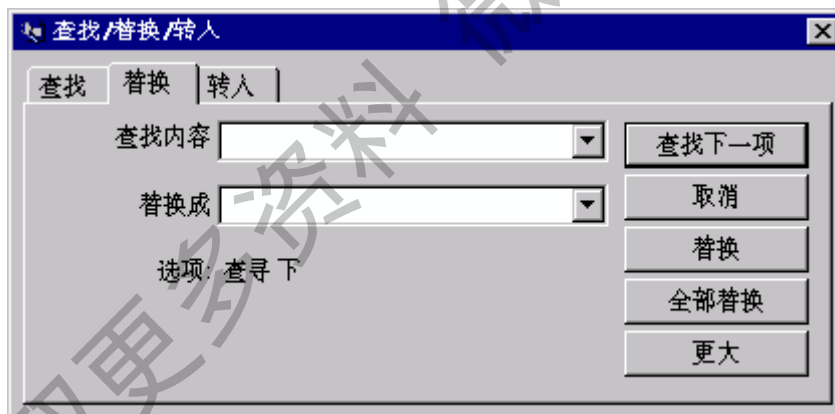 查找/替换/转人
查找 替换 转人
查找内容
查找下一项
替换成
取消
选项: 查寻 下
替换
全部替换
更大
更多资料